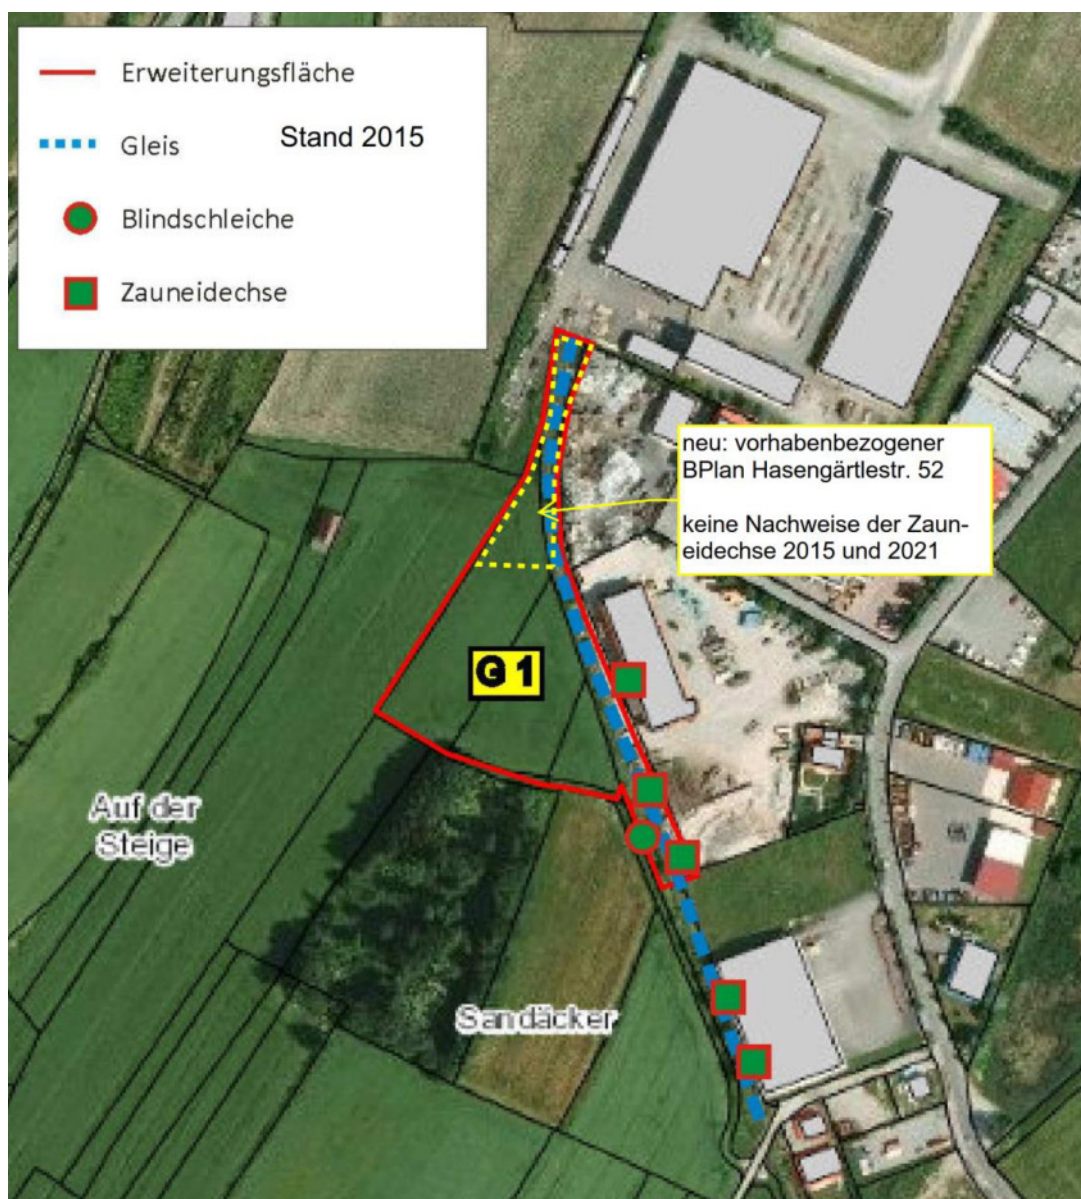 Erweiterungsfläche
Gleis
Stand 2015
Blindschleiche
Zauneidechse
neu: vorhabenbezogener
BPlan Hasengärtlestr. 52
keine Nachweise der Zaun-
eidechse 2015 und 2021
G 1
Auf der
Steige
Sandäcker